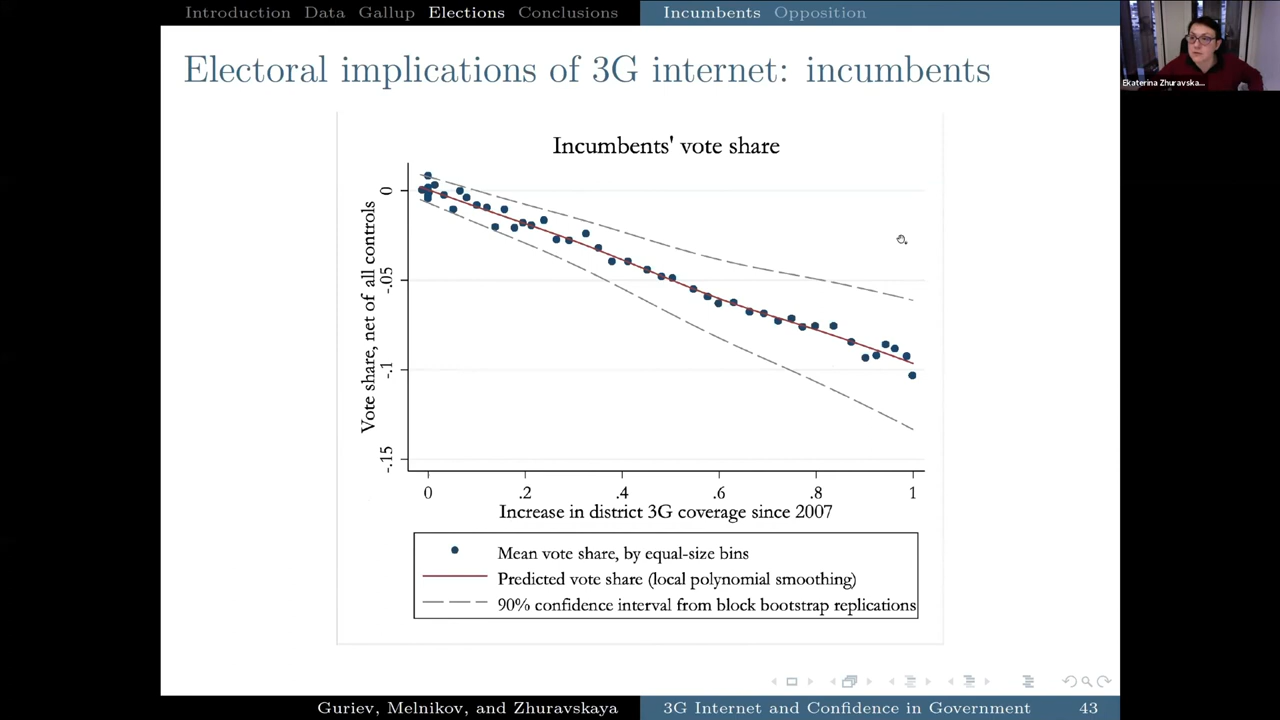 Introduction Data Gallup Elections Conclusions Incumbents Opposition
Electoral implications of 3G internet: incumbents
Ekaterina Zhuravska...
Incumbents' vote share
Vote share, net of all controls
0
-.05
-.1
-.15
0 .2 .4 .6 .8 1
Increase in district 3G coverage since 2007
Mean vote share, by equal-size bins
Predicted vote share (local polynomial smoothing)
90% confidence interval from block bootstrap replications
Guriev, Melnikov, and Zhuravskaya 3G Internet and Confidence in Government 43